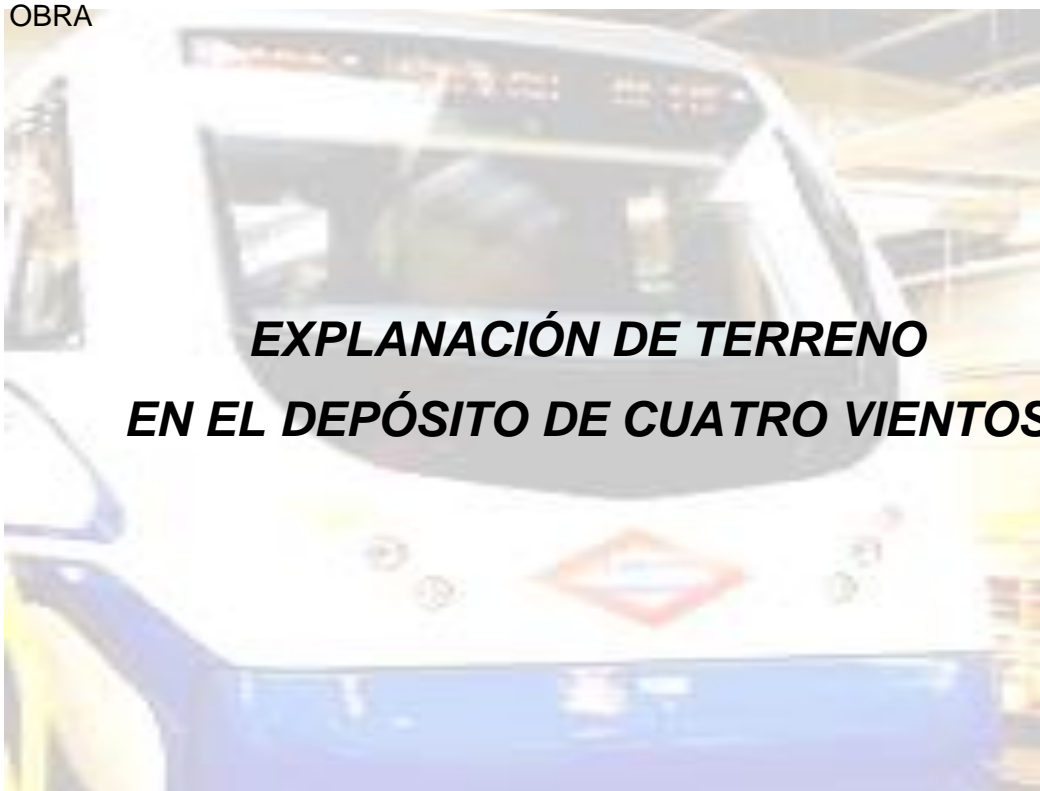 OBRA
EXPLANACIÓN DE TERRENO
EN EL DEPÓSITO DE CUATRO VIENTOS